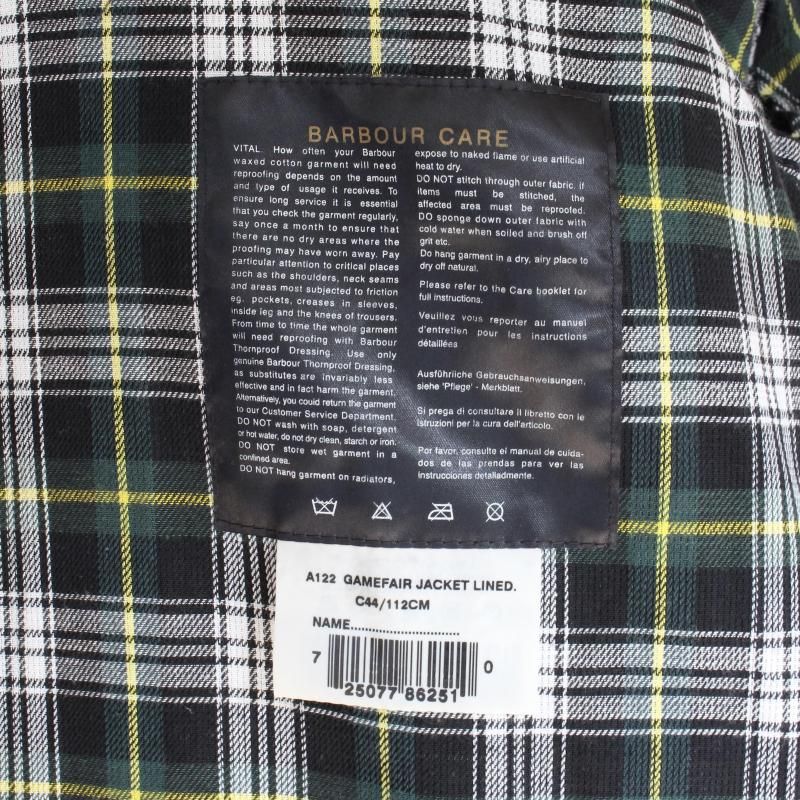 BARBOUR CARE
VITAL. How often your Barbour
waxed cotton garment will need
reproofing depends on the amount
and type of usage it receives. To
ensure long service it is essential
that you check the garment regularly,
say once a month to ensure that
there are no dry areas where the
proofing may have worn away. Pay
particular attention to critical places
such as the shoulders, neck seams
and areas most subjected to friction
eg. pockets, creases in sleeves,
inside leg and the knees of trousers.
From time to time the whole garment
will need reproofing with Barbour
Thornproof Dressing. Use only
genuine Barbour Thornproof Dressing,
as substitutes are invariably less
effective and in fact harm the garment.
Alternatively, you could return the garment
to our Customer Service Department.
DO NOT wash with soap, detergent
or hot water, do not dry clean, starch or iron.
DO NOT store wet garment in a
confined area.
DO NOT hang garment on radiators,
expose to naked flame or use artificial
heat to dry.
DO NOT stitch through outer fabric. if
items must be stitched, the
affected area must be reproofed.
DO sponge down outer fabric with
cold water when soiled and brush off
grit etc.
Do hang garment in a dry, airy place to
dry off natural.
Please refer to the Care booklet for
full instructions.
Veuillez vous reporter au manuel
d'entretien pour les instructions
détaillées
Ausführliche Gebrauchsanweisungen,
siehe 'Pflege' - Merkblatt.
Si prega di consultare il libretto con le
istruzioni per la cura dell'articolo.
Por favor, consulte el manual de cuida-
dos de las prendas para ver las
instrucciones detalladmente.
A122 GAMEFAIR JACKET LINED.
C44/112CM
NAME............................
7 25077 86251 0